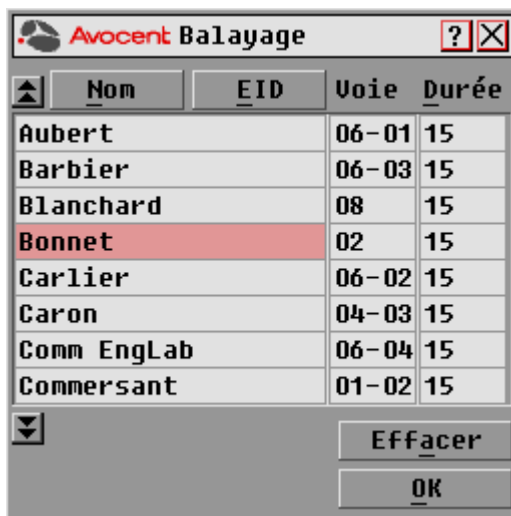 Avocent Balayage ? X
Nom EID Voie Durée
Aubert 06-01 15
Barbier 06-03 15
Blanchard 08 15
Bonnet 02 15
Carlier 06-02 15
Caron 04-03 15
Comm EngLab 06-04 15
Commersant 01-02 15
Effacer
OK